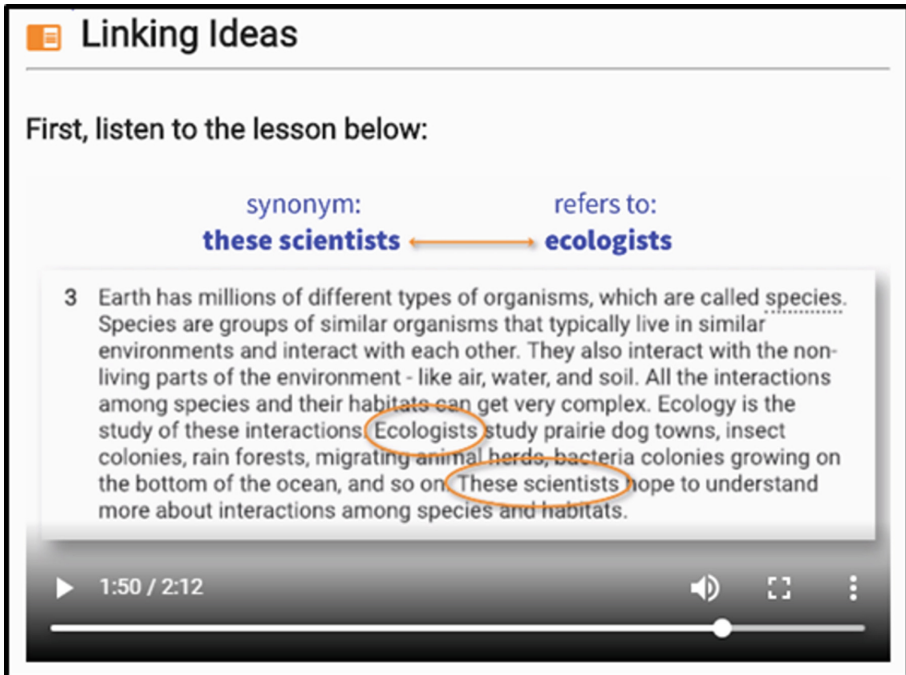 Linking Ideas
First, listen to the lesson below:
synonym: refers to:
these scientists ecologists
3 Earth has millions of different types of organisms, which are called species.
Species are groups of similar organisms that typically live in similar
environments and interact with each other. They also interact with the non-
living parts of the environment - like air, water, and soil. All the interactions
among species and their habitats can get very complex. Ecology is the
study of these interactions. Ecologists study prairie dog towns, insect
colonies, rain forests, migrating animal herds, bacteria colonies growing on
the bottom of the ocean, and so on. These scientists hope to understand
more about interactions among species and habitats.
1:50 / 2:12